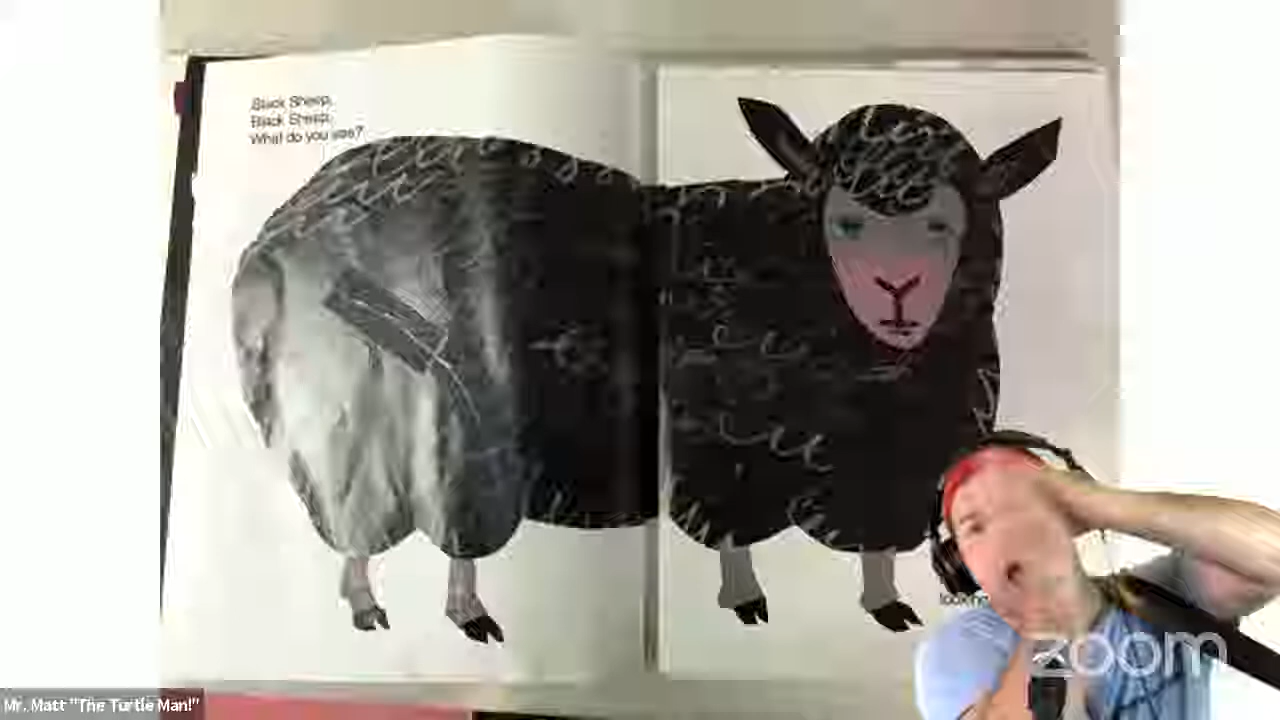 Black Sheep,
Black Sheep,
What do you see?
zoom
Mr. Matt "The Turtle Man!"